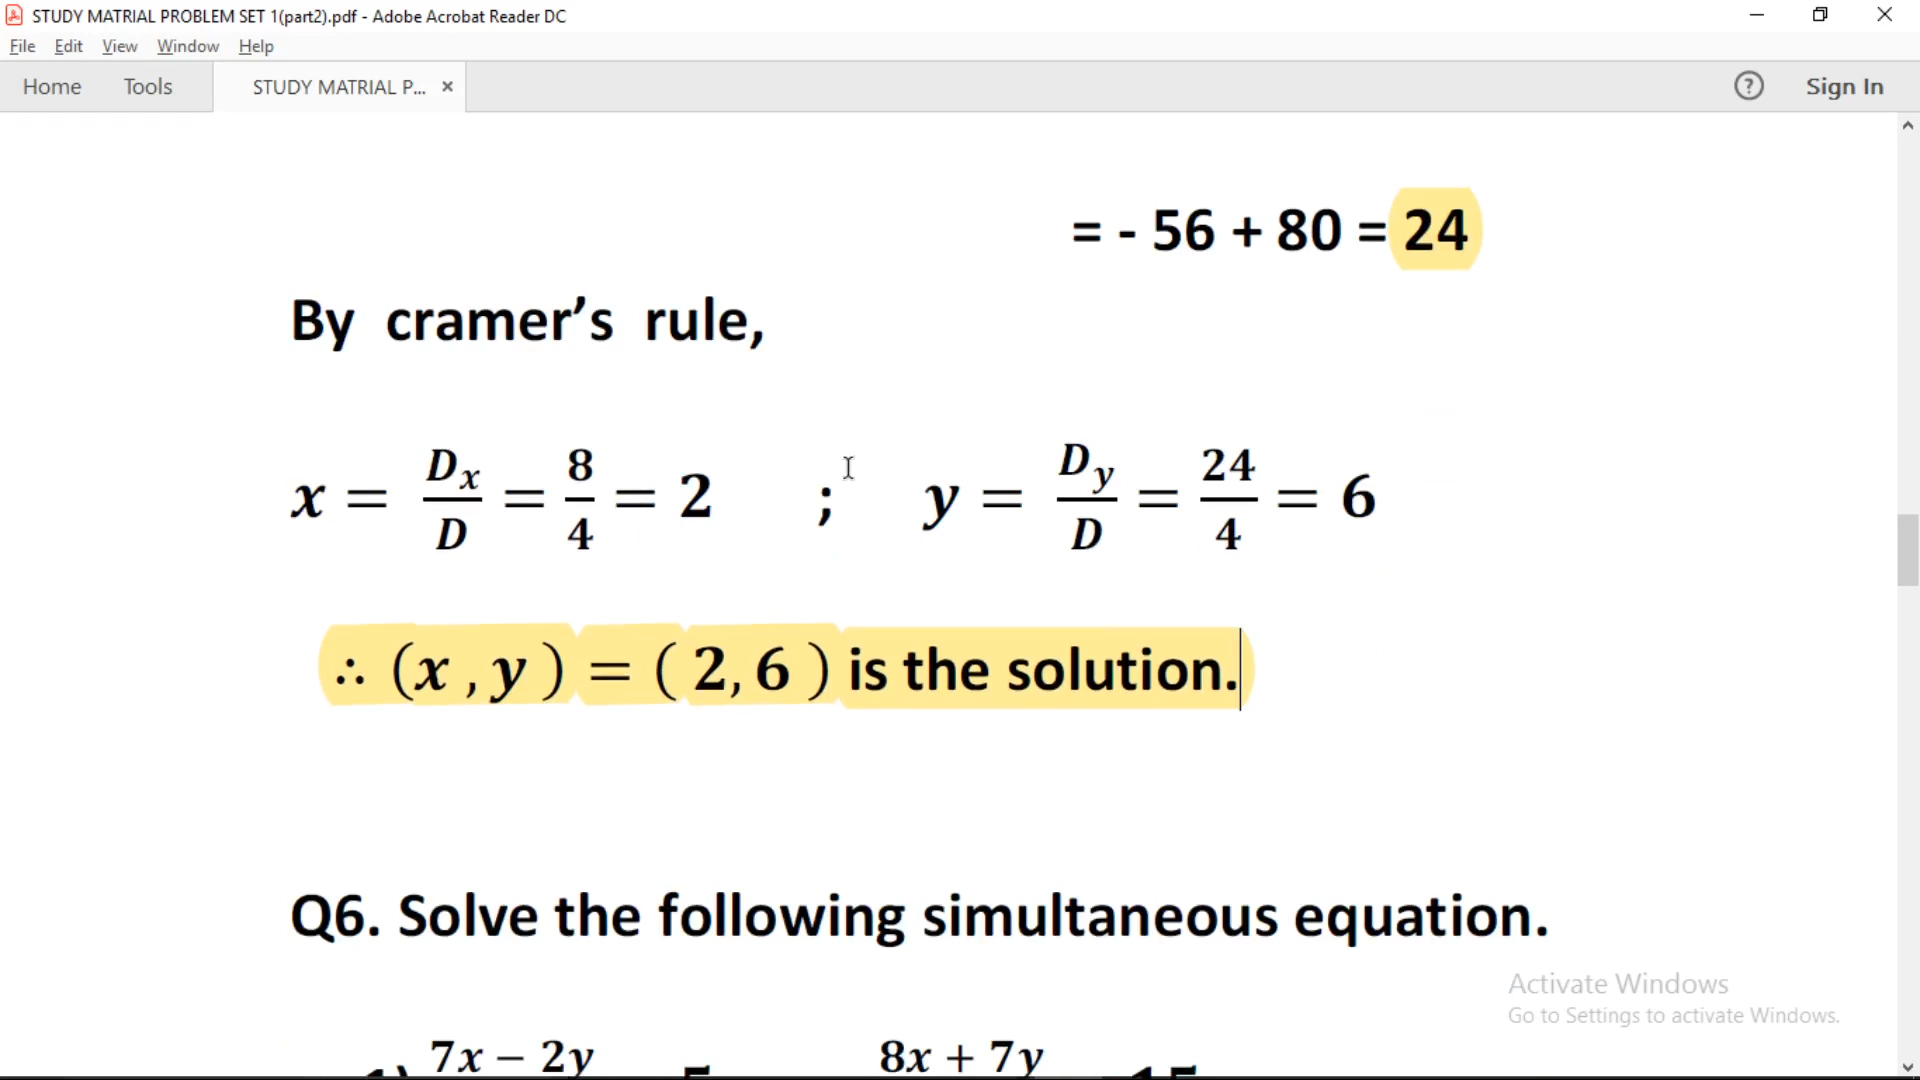 STUDY MATRIAL PROBLEM SET 1(part2).pdf - Adobe Acrobat Reader DC
File Edit View Window Help
Home Tools STUDY MATRIAL P... × ? Sign In
= - 56 + 80 = 24
By cramer's rule,
x = Dₓ/D = 8/4 = 2 ; y = D_y/D = 24/4 = 6
∴ (x , y ) = ( 2, 6 ) is the solution.
Q6. Solve the following simultaneous equation.
Activate Windows
Go to Settings to activate Windows.
7x − 2y 8x + 7y